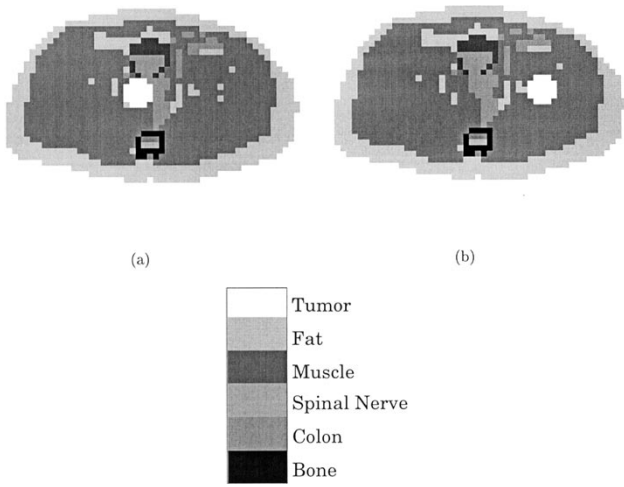 (a)
(b)
Tumor
Fat
Muscle
Spinal Nerve
Colon
Bone